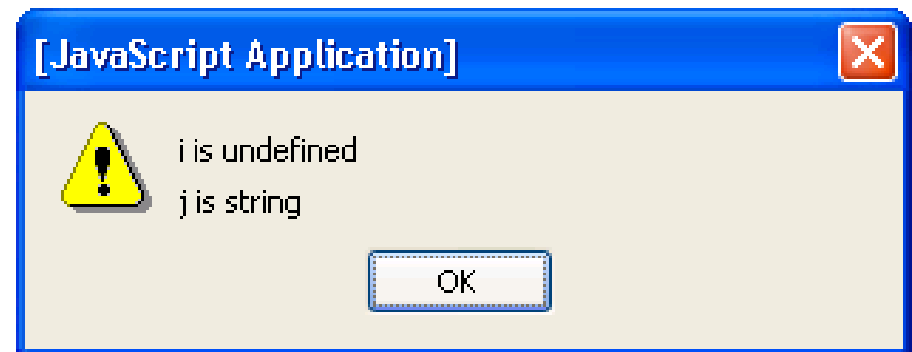 [JavaScript Application]
i is undefined
j is string
OK